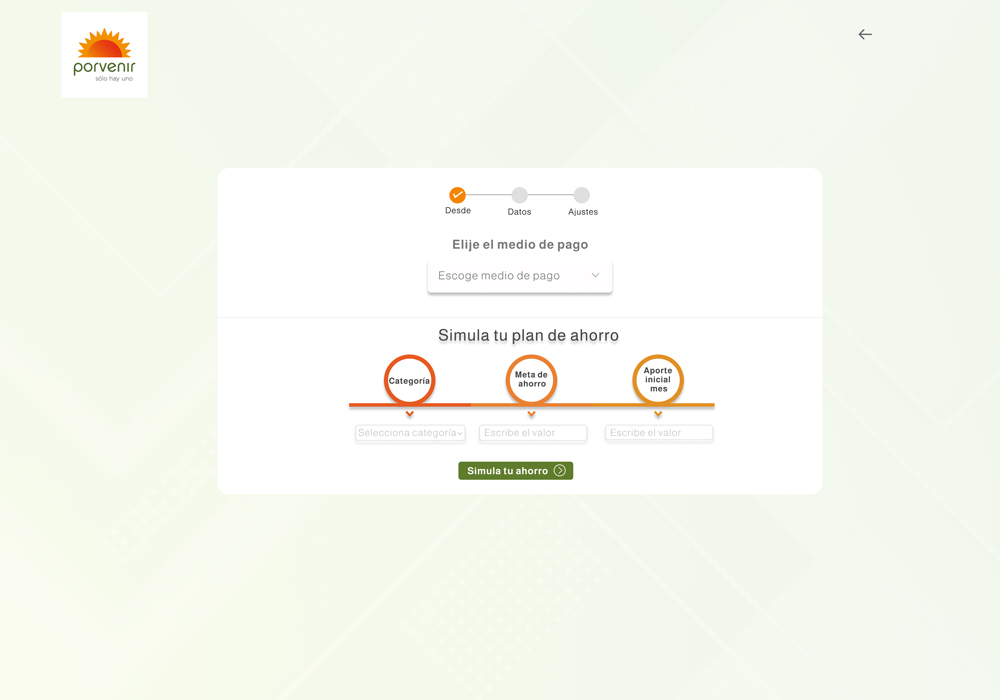 porvenir
sólo hay uno
Desde
Datos
Ajustes
Elije el medio de pago
Escoge medio de pago
Simula tu plan de ahorro
Categoría
Meta de
ahorro
Aporte
inicial
mes
Selecciona categoría
Escribe el valor
Escribe el valor
Simula tu ahorro